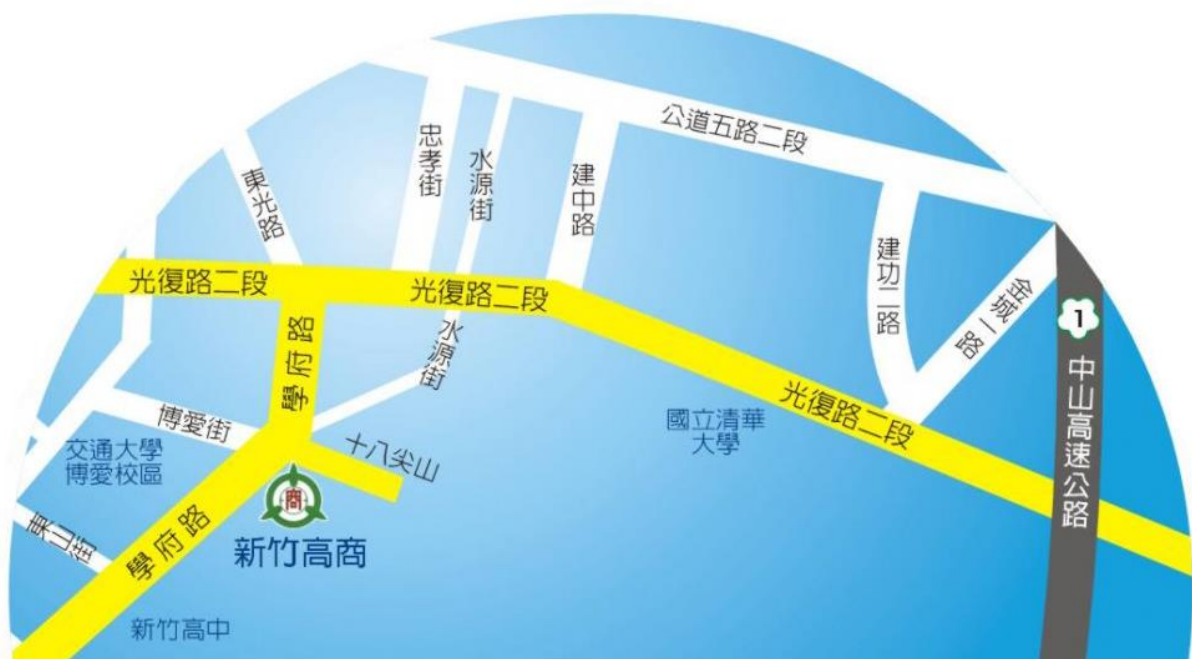 公道五路二段
忠孝街
水源街
建中路
東光路
建功二路
金城一路
1
中山高速公路
光復路二段
光復路二段
水源街
學府路
光復路二段
國立清華
大學
博愛街
十八尖山
交通大學
博愛校區
商
新竹高商
東山街
學府路
新竹高中